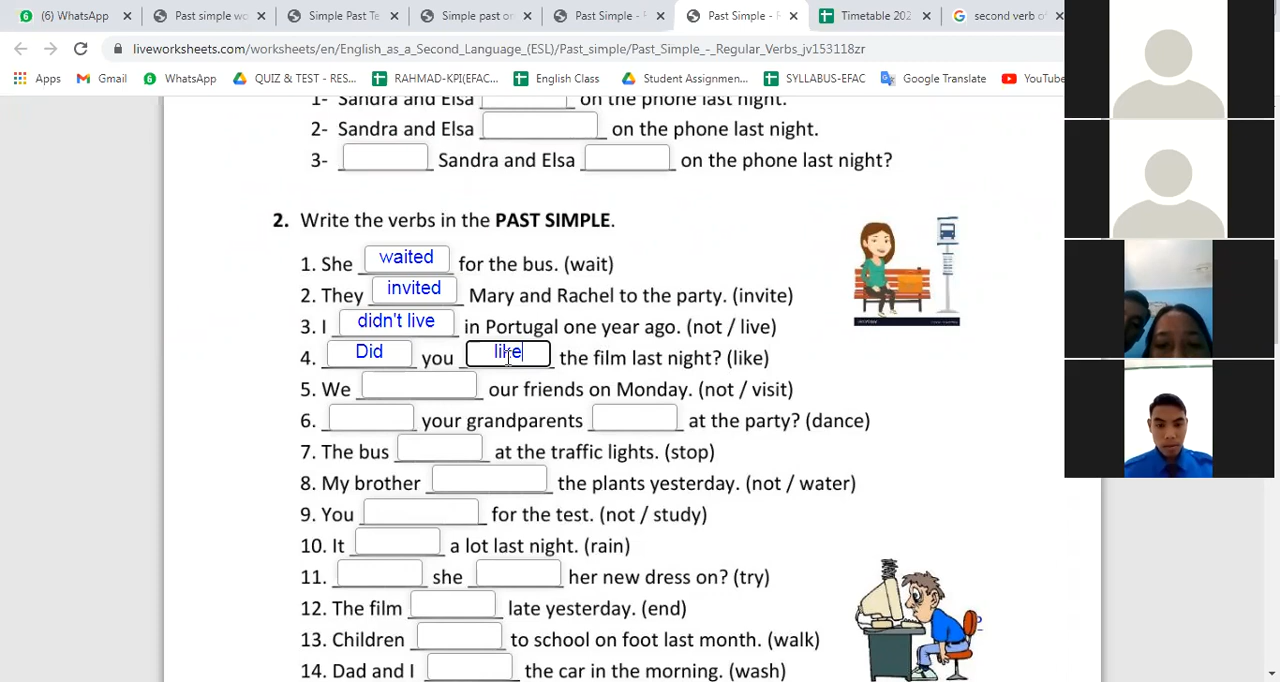 (6) WhatsApp
Past simple wo
Simple Past Te
Simple past on
Past Simple - R
Past Simple - R
Timetable 202
second verb of
liveworksheets.com/worksheets/en/English_as_a_Second_Language_(ESL)/Past_simple/Past_Simple_-_Regular_Verbs_jv153118zr
Apps
Gmail
WhatsApp
QUIZ & TEST - RES...
RAHMAD-KPI(EFAC...
English Class
Student Assignmen...
SYLLABUS-EFAC
Google Translate
YouTube
1- Sandra and Elsa on the phone last night.
2- Sandra and Elsa on the phone last night.
3- Sandra and Elsa on the phone last night?
2. Write the verbs in the PAST SIMPLE.
1. She waited for the bus. (wait)
2. They invited Mary and Rachel to the party. (invite)
3. I didn't live in Portugal one year ago. (not / live)
4. Did you like the film last night? (like)
5. We our friends on Monday. (not / visit)
6. your grandparents at the party? (dance)
7. The bus at the traffic lights. (stop)
8. My brother the plants yesterday. (not / water)
9. You for the test. (not / study)
10. It a lot last night. (rain)
11. she her new dress on? (try)
12. The film late yesterday. (end)
13. Children to school on foot last month. (walk)
14. Dad and I the car in the morning. (wash)